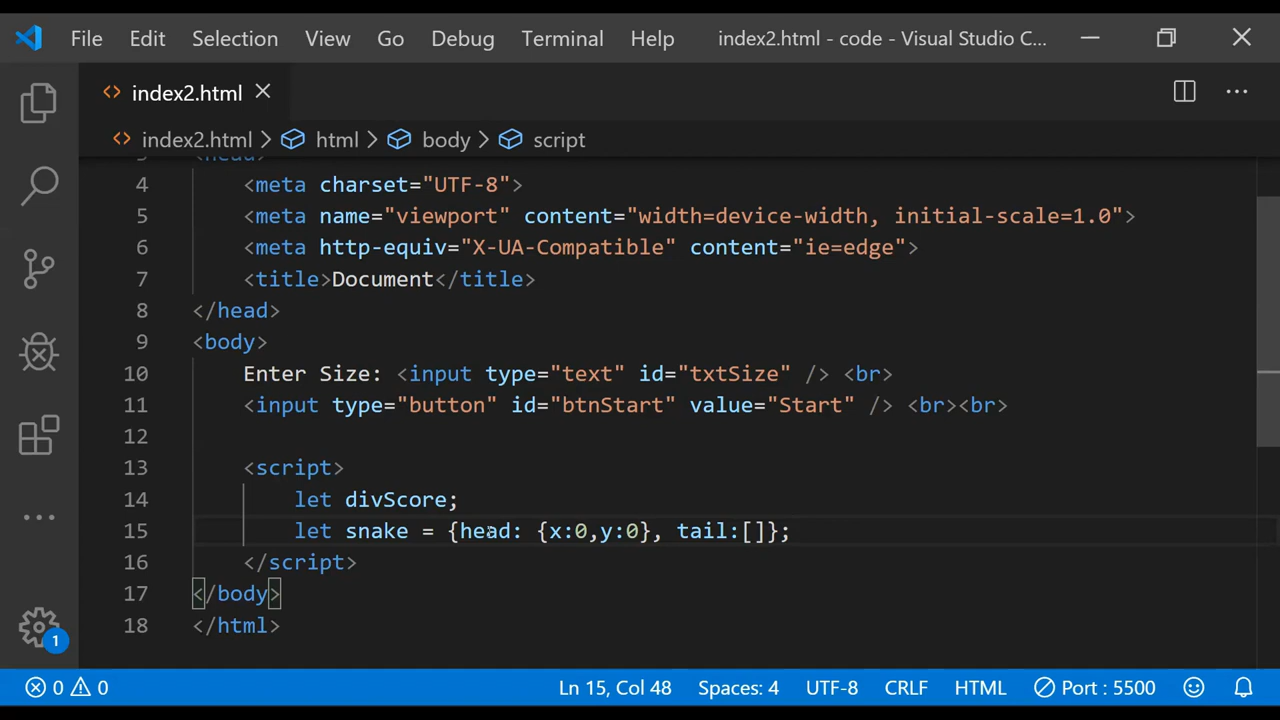 File Edit Selection View Go Debug Terminal Help index2.html - code - Visual Studio C...
index2.html
index2.html > html > body > script
3 <head>
4 <meta charset="UTF-8">
5 <meta name="viewport" content="width=device-width, initial-scale=1.0">
6 <meta http-equiv="X-UA-Compatible" content="ie=edge">
7 <title>Document</title>
8 </head>
9 <body>
10 Enter Size: <input type="text" id="txtSize" /> <br>
11 <input type="button" id="btnStart" value="Start" /> <br><br>
12
13 <script>
14 let divScore;
15 let snake = {head: {x:0,y:0}, tail:[]};
16 </script>
17 </body>
18 </html>
1
0 0 Ln 15, Col 48 Spaces: 4 UTF-8 CRLF HTML Port : 5500